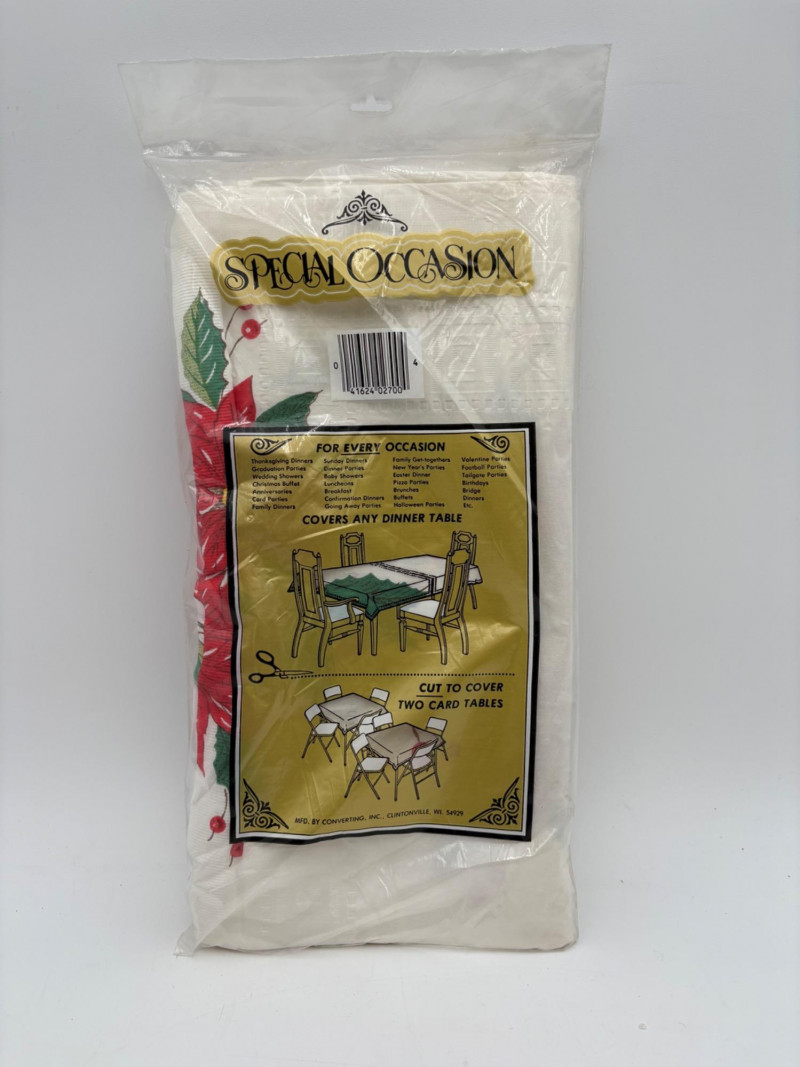 SPECIAL OCCASION
0 41624 02700 4
FOR EVERY OCCASION
Thanksgiving Dinners Sunday Dinners Family Get-togethers Valentine Parties
Graduation Parties Dinner Parties New Year's Parties Football Parties
Wedding Showers Baby Showers Easter Dinner Tailgate Parties
Christmas Buffet Luncheons Pizza Parties Birthdays
Anniversaries Breakfast Brunches Bridge
Card Parties Confirmation Dinners Buffets Dinners
Family Dinners Going Away Parties Halloween Parties Etc.
COVERS ANY DINNER TABLE
CUT TO COVER
TWO CARD TABLES
MFD. BY CONVERTING, INC., CLINTONVILLE, WI. 54929